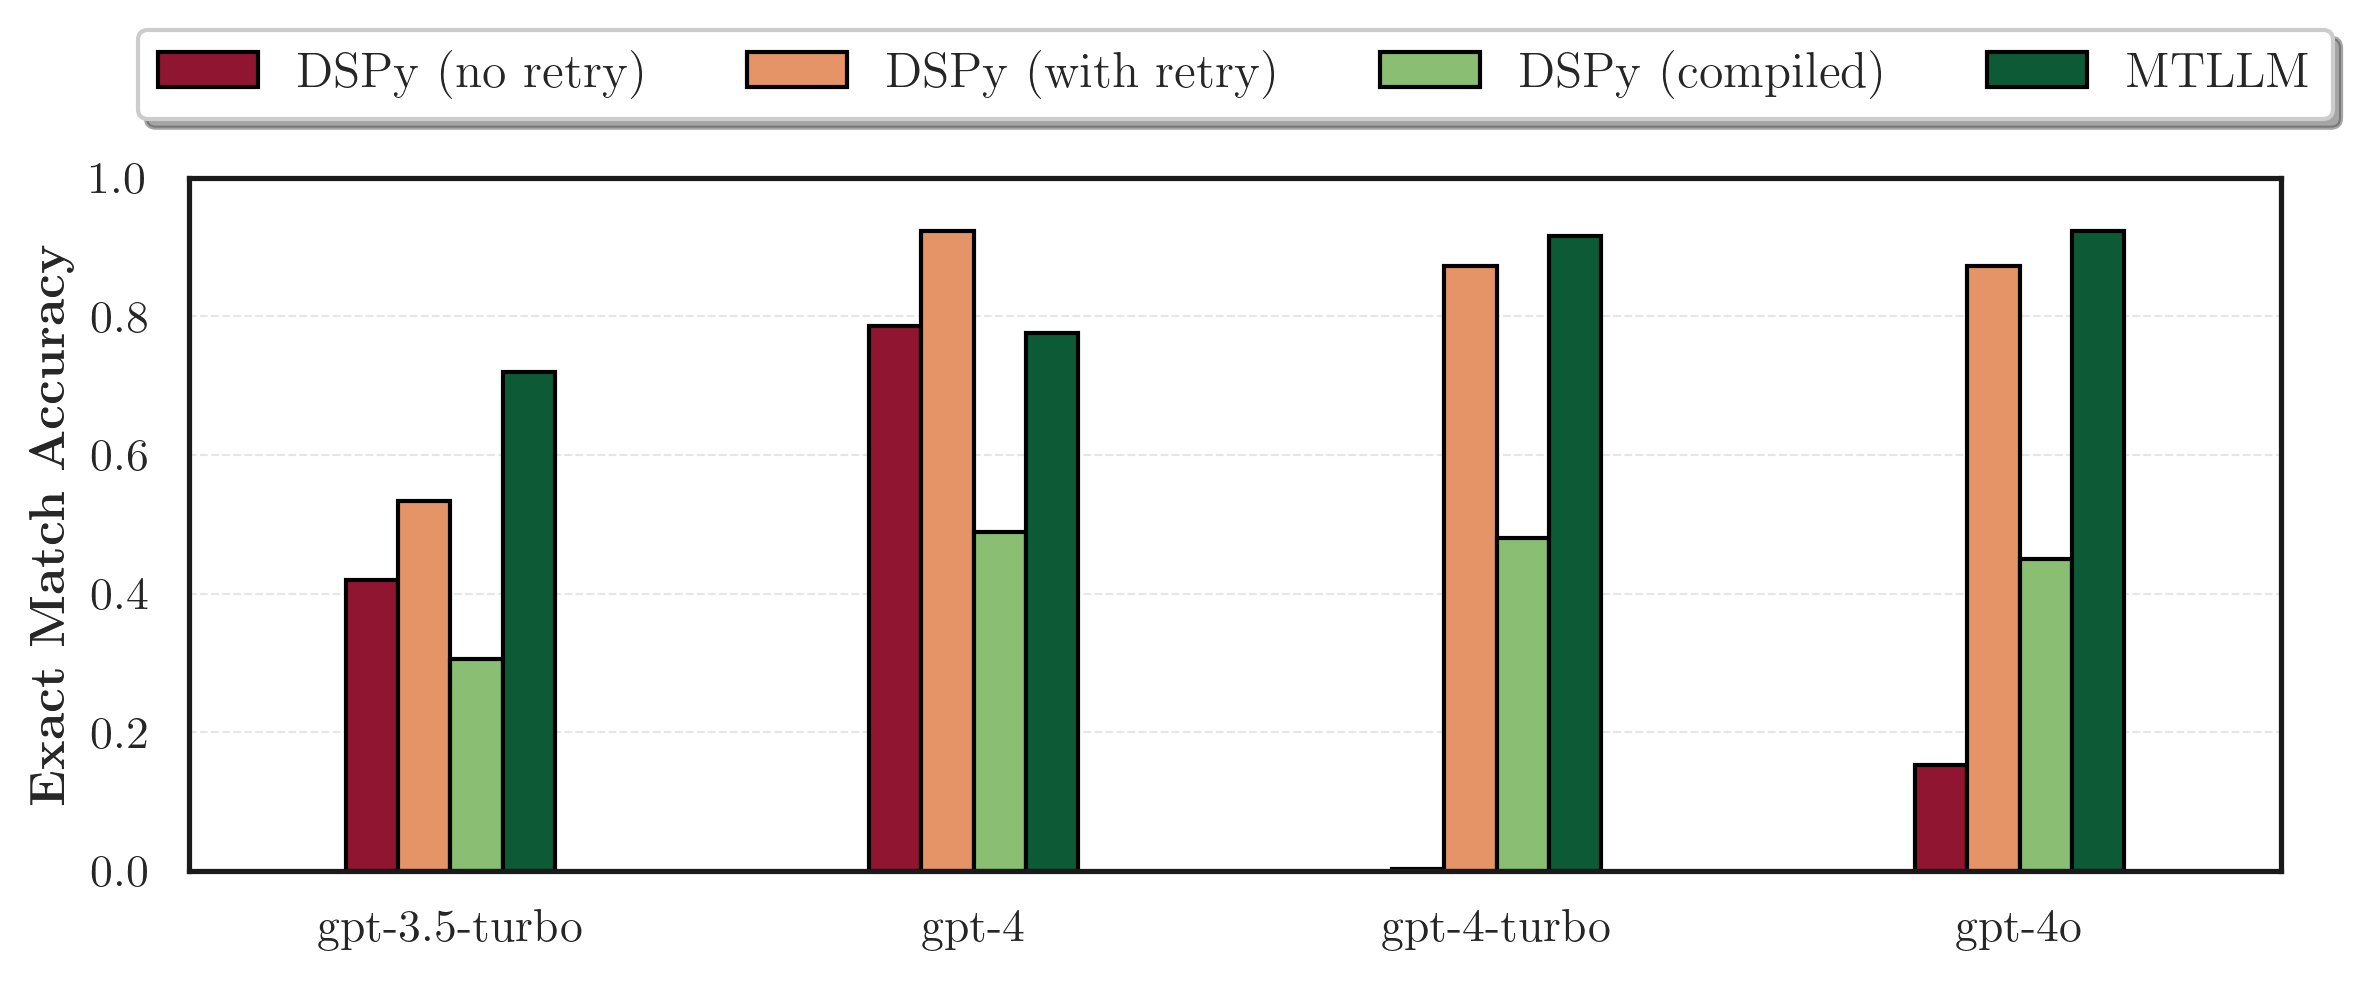 DSPy (no retry) DSPy (with retry) DSPy (compiled) MTLLM
Exact Match Accuracy
1.0
0.8
0.6
0.4
0.2
0.0
gpt-3.5-turbo gpt-4 gpt-4-turbo gpt-4o